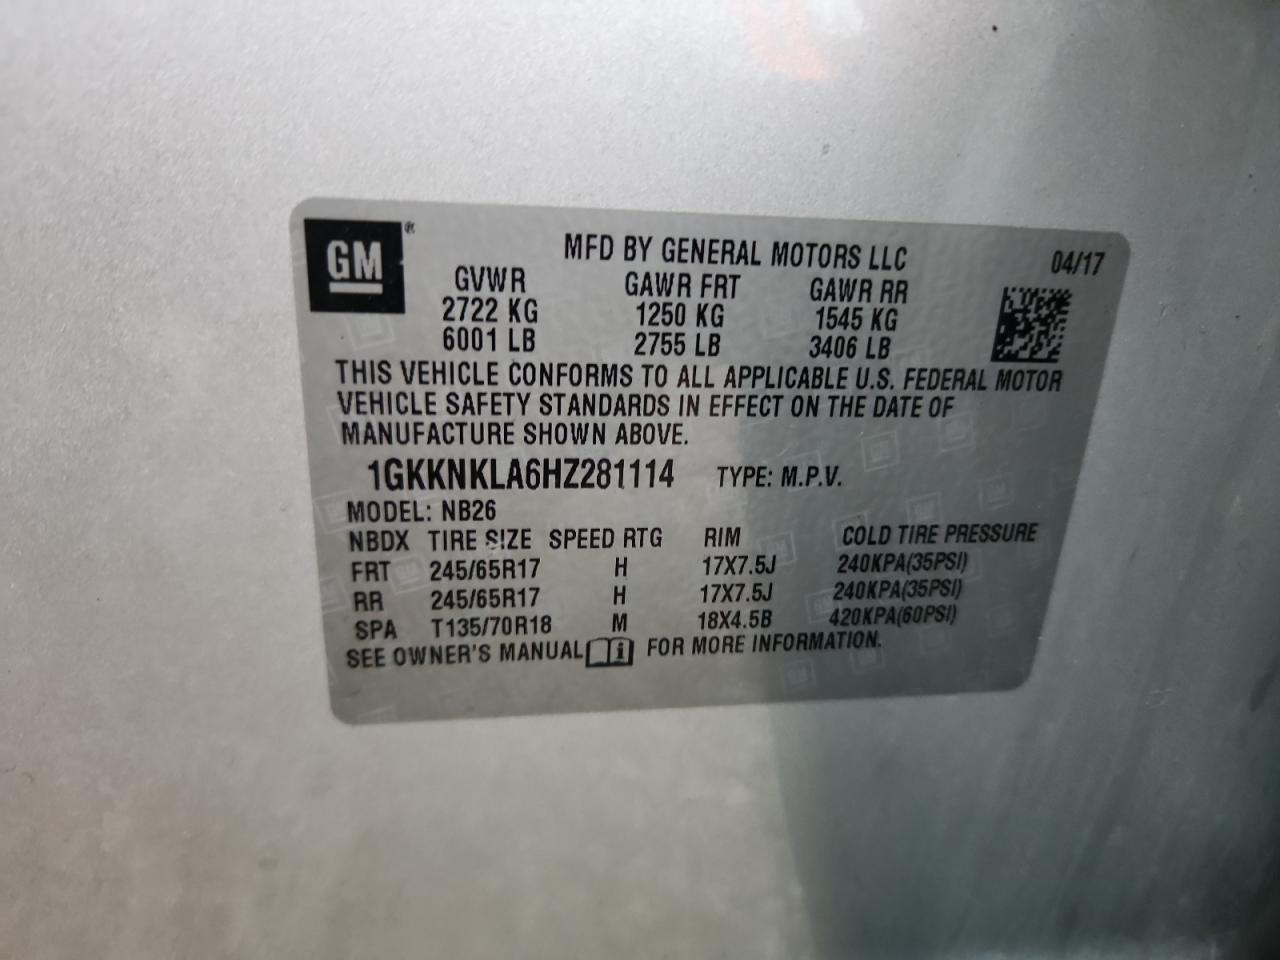 GM®
MFD BY GENERAL MOTORS LLC 04/17
GVWR GAWR FRT GAWR RR
2722 KG 1250 KG 1545 KG
6001 LB 2755 LB 3406 LB
THIS VEHICLE CONFORMS TO ALL APPLICABLE U.S. FEDERAL MOTOR
VEHICLE SAFETY STANDARDS IN EFFECT ON THE DATE OF
MANUFACTURE SHOWN ABOVE.
1GKKNKLA6HZ281114 TYPE: M.P.V.
MODEL: NB26
NBDX TIRE SIZE SPEED RTG RIM COLD TIRE PRESSURE
FRT 245/65R17 H 17X7.5J 240KPA(35PSI)
RR 245/65R17 H 17X7.5J 240KPA(35PSI)
SPA T135/70R18 M 18X4.5B 420KPA(60PSI)
SEE OWNER'S MANUAL i FOR MORE INFORMATION.